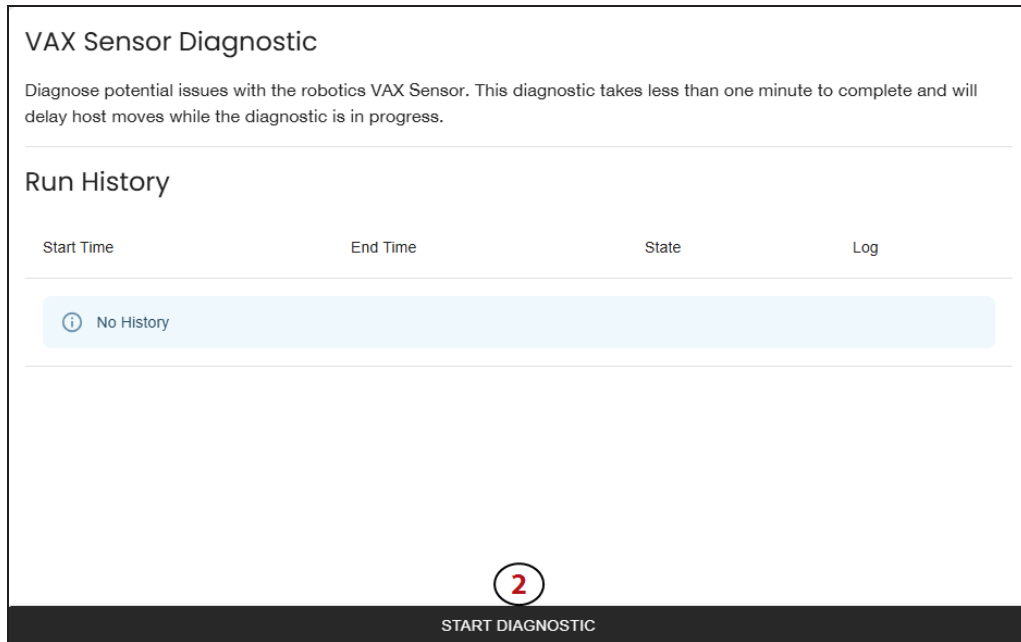 VAX Sensor Diagnostic
Diagnose potential issues with the robotics VAX Sensor. This diagnostic takes less than one minute to complete and will
delay host moves while the diagnostic is in progress.
Run History
Start Time End Time State Log
No History
2
START DIAGNOSTIC